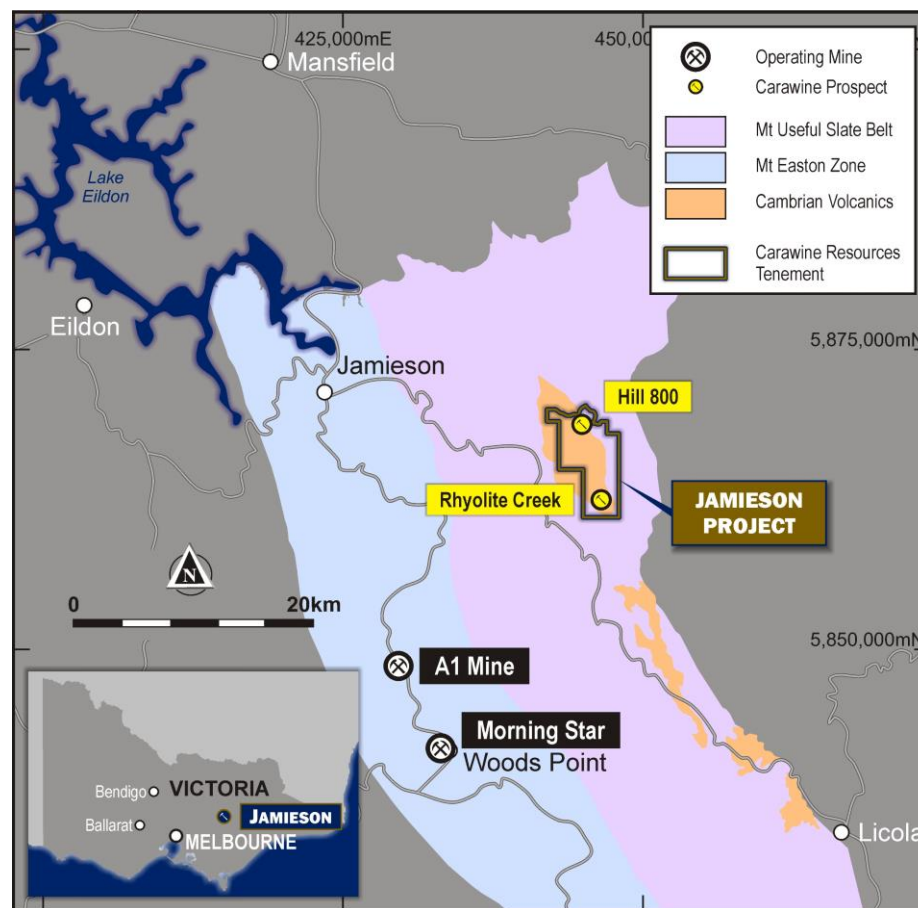 425,000mE
450,0
Mansfield
Operating Mine
Carawine Prospect
Mt Useful Slate Belt
Mt Easton Zone
Cambrian Volcanics
Carawine Resources
Tenement
Lake
Eildon
Eildon
5,875,000mN
Jamieson
Hill 800
Rhyolite Creek
JAMIESON
PROJECT
N
0 20km
5,850,000mN
A1 Mine
Morning Star
Woods Point
VICTORIA
Bendigo
JAMIESON
Ballarat
MELBOURNE
Licola